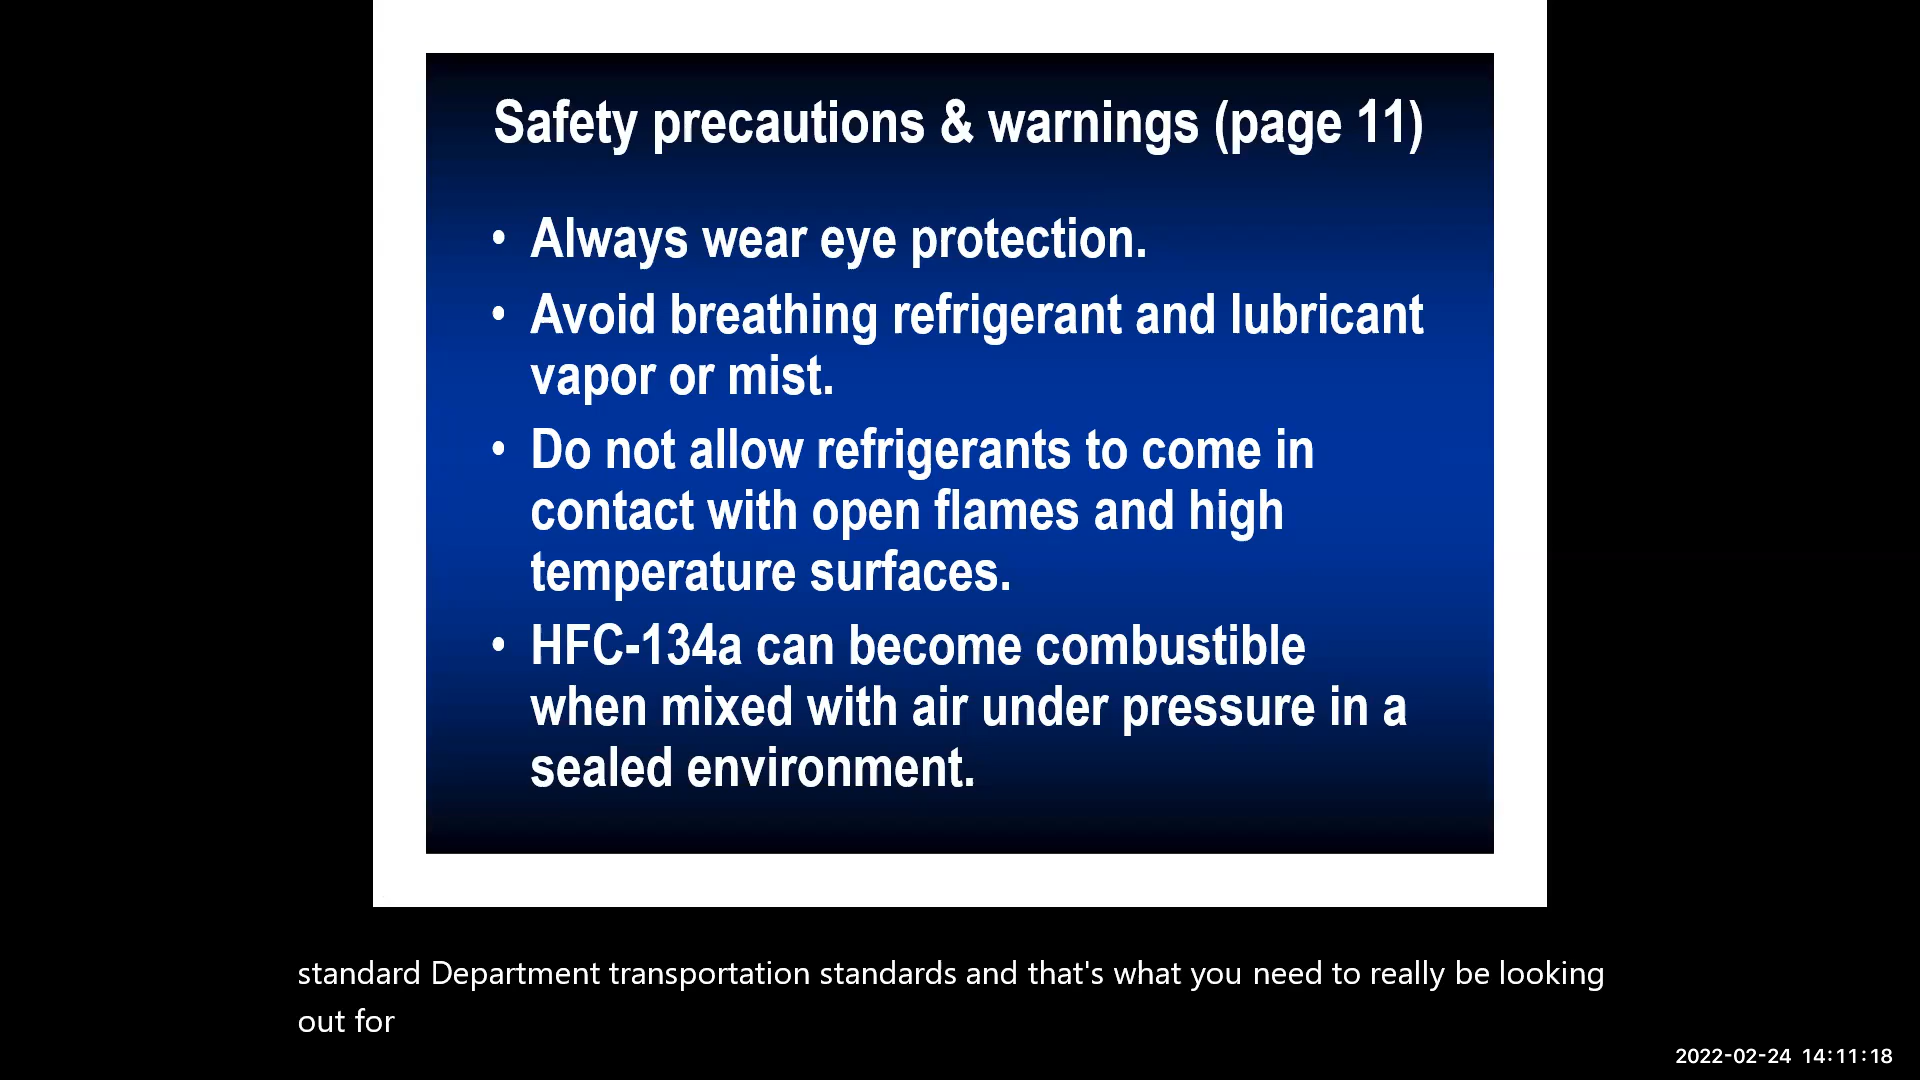 Safety precautions & warnings (page 11)
• Always wear eye protection.
• Avoid breathing refrigerant and lubricant
vapor or mist.
• Do not allow refrigerants to come in
contact with open flames and high
temperature surfaces.
• HFC-134a can become combustible
when mixed with air under pressure in a
sealed environment.
standard Department transportation standards and that's what you need to really be looking
out for
2022-02-24 14:11:18